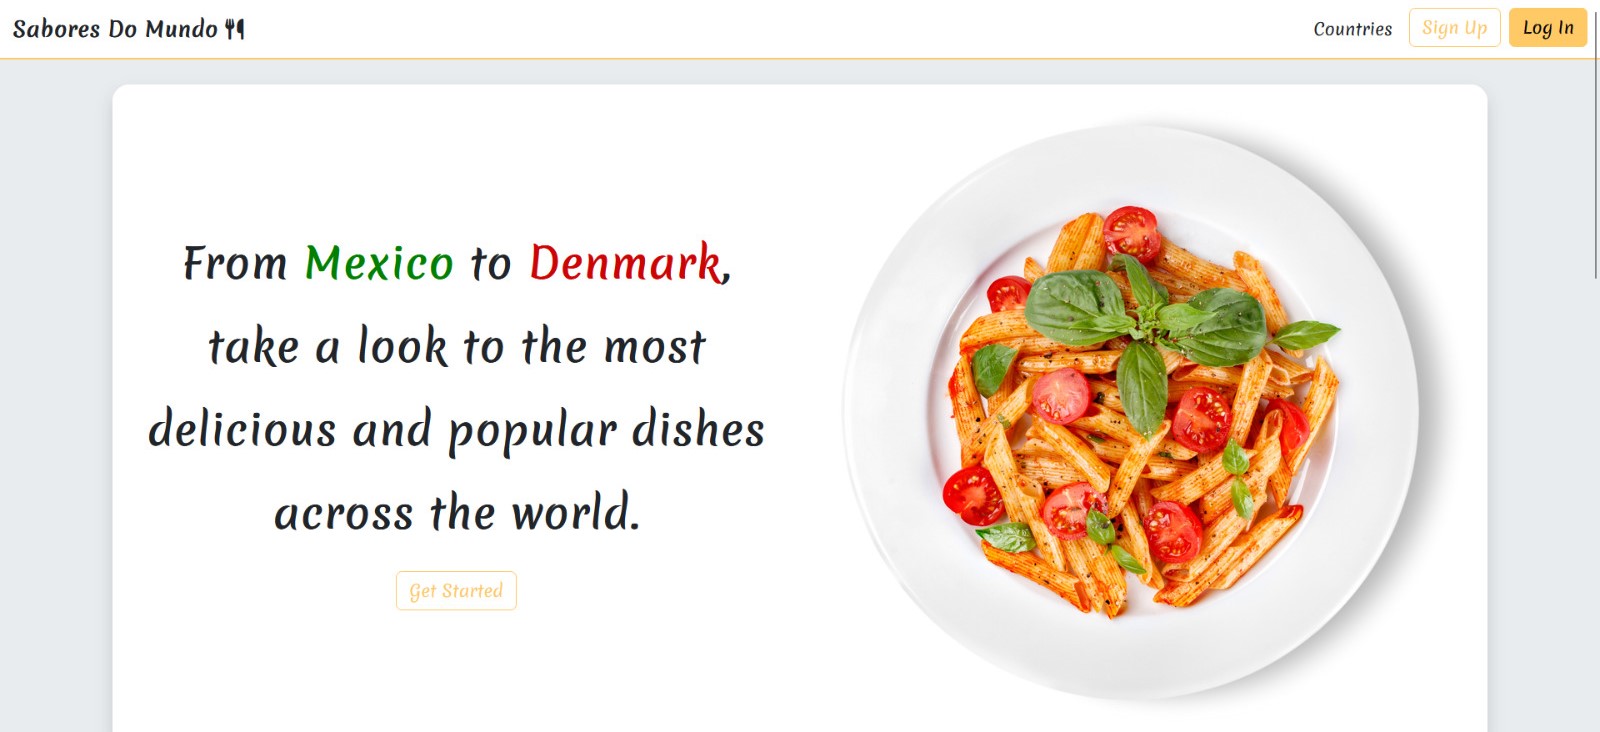 Sabores Do Mundo
Countries
Sign Up
Log In
From Mexico to Denmark,
take a look to the most
delicious and popular dishes
across the world.
Get Started